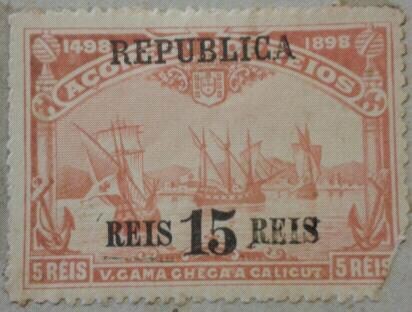 1498 REPUBLICA 1898
REIS 15 REIS
5 REIS V. GAMA CHEGA A CALICUT 5 REIS